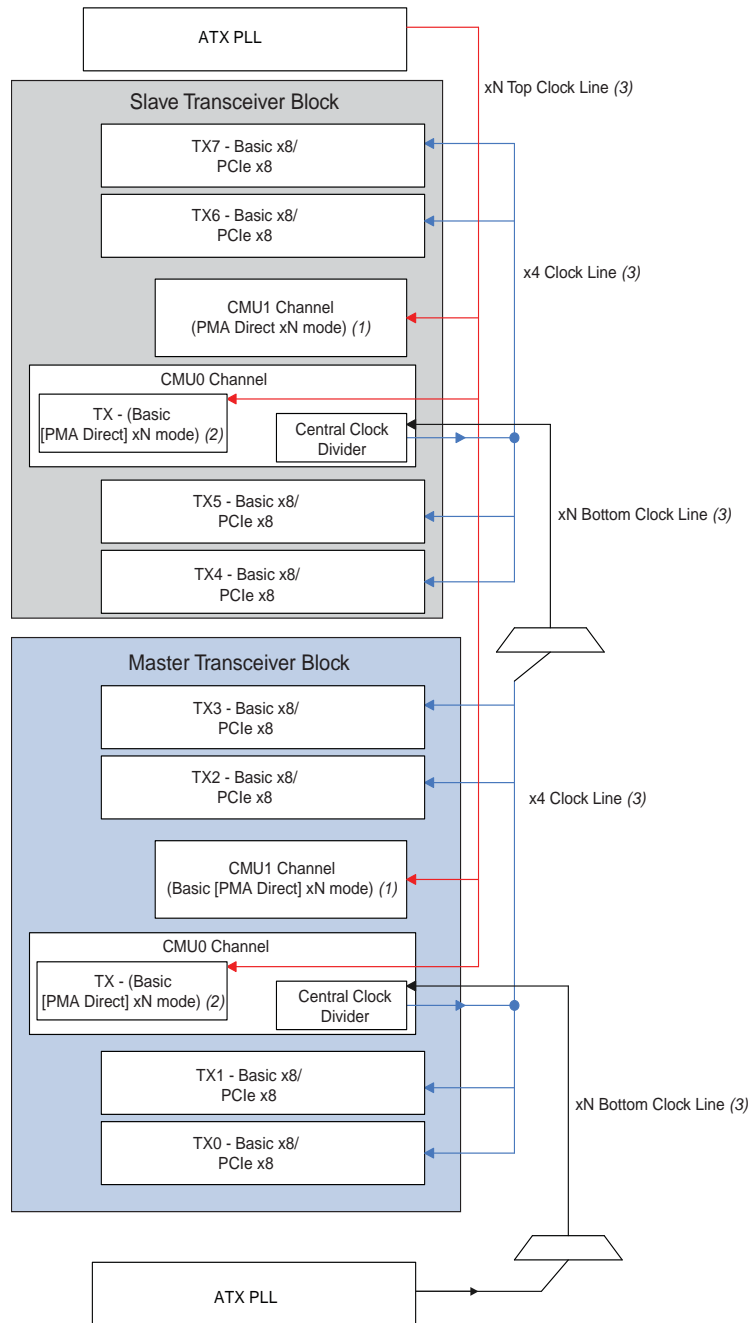 ATX PLL
xN Top Clock Line (3)
Slave Transceiver Block
TX7 - Basic x8/
PCIe x8
TX6 - Basic x8/
PCIe x8
x4 Clock Line (3)
CMU1 Channel
(PMA Direct xN mode) (1)
CMU0 Channel
TX - (Basic
[PMA Direct] xN mode) (2)
Central Clock
Divider
TX5 - Basic x8/
PCIe x8
xN Bottom Clock Line (3)
TX4 - Basic x8/
PCIe x8
Master Transceiver Block
TX3 - Basic x8/
PCIe x8
TX2 - Basic x8/
PCIe x8
x4 Clock Line (3)
CMU1 Channel
(Basic [PMA Direct] xN mode) (1)
CMU0 Channel
TX - (Basic
[PMA Direct] xN mode) (2)
Central Clock
Divider
TX1 - Basic x8/
PCIe x8
xN Bottom Clock Line (3)
TX0 - Basic x8/
PCIe x8
ATX PLL